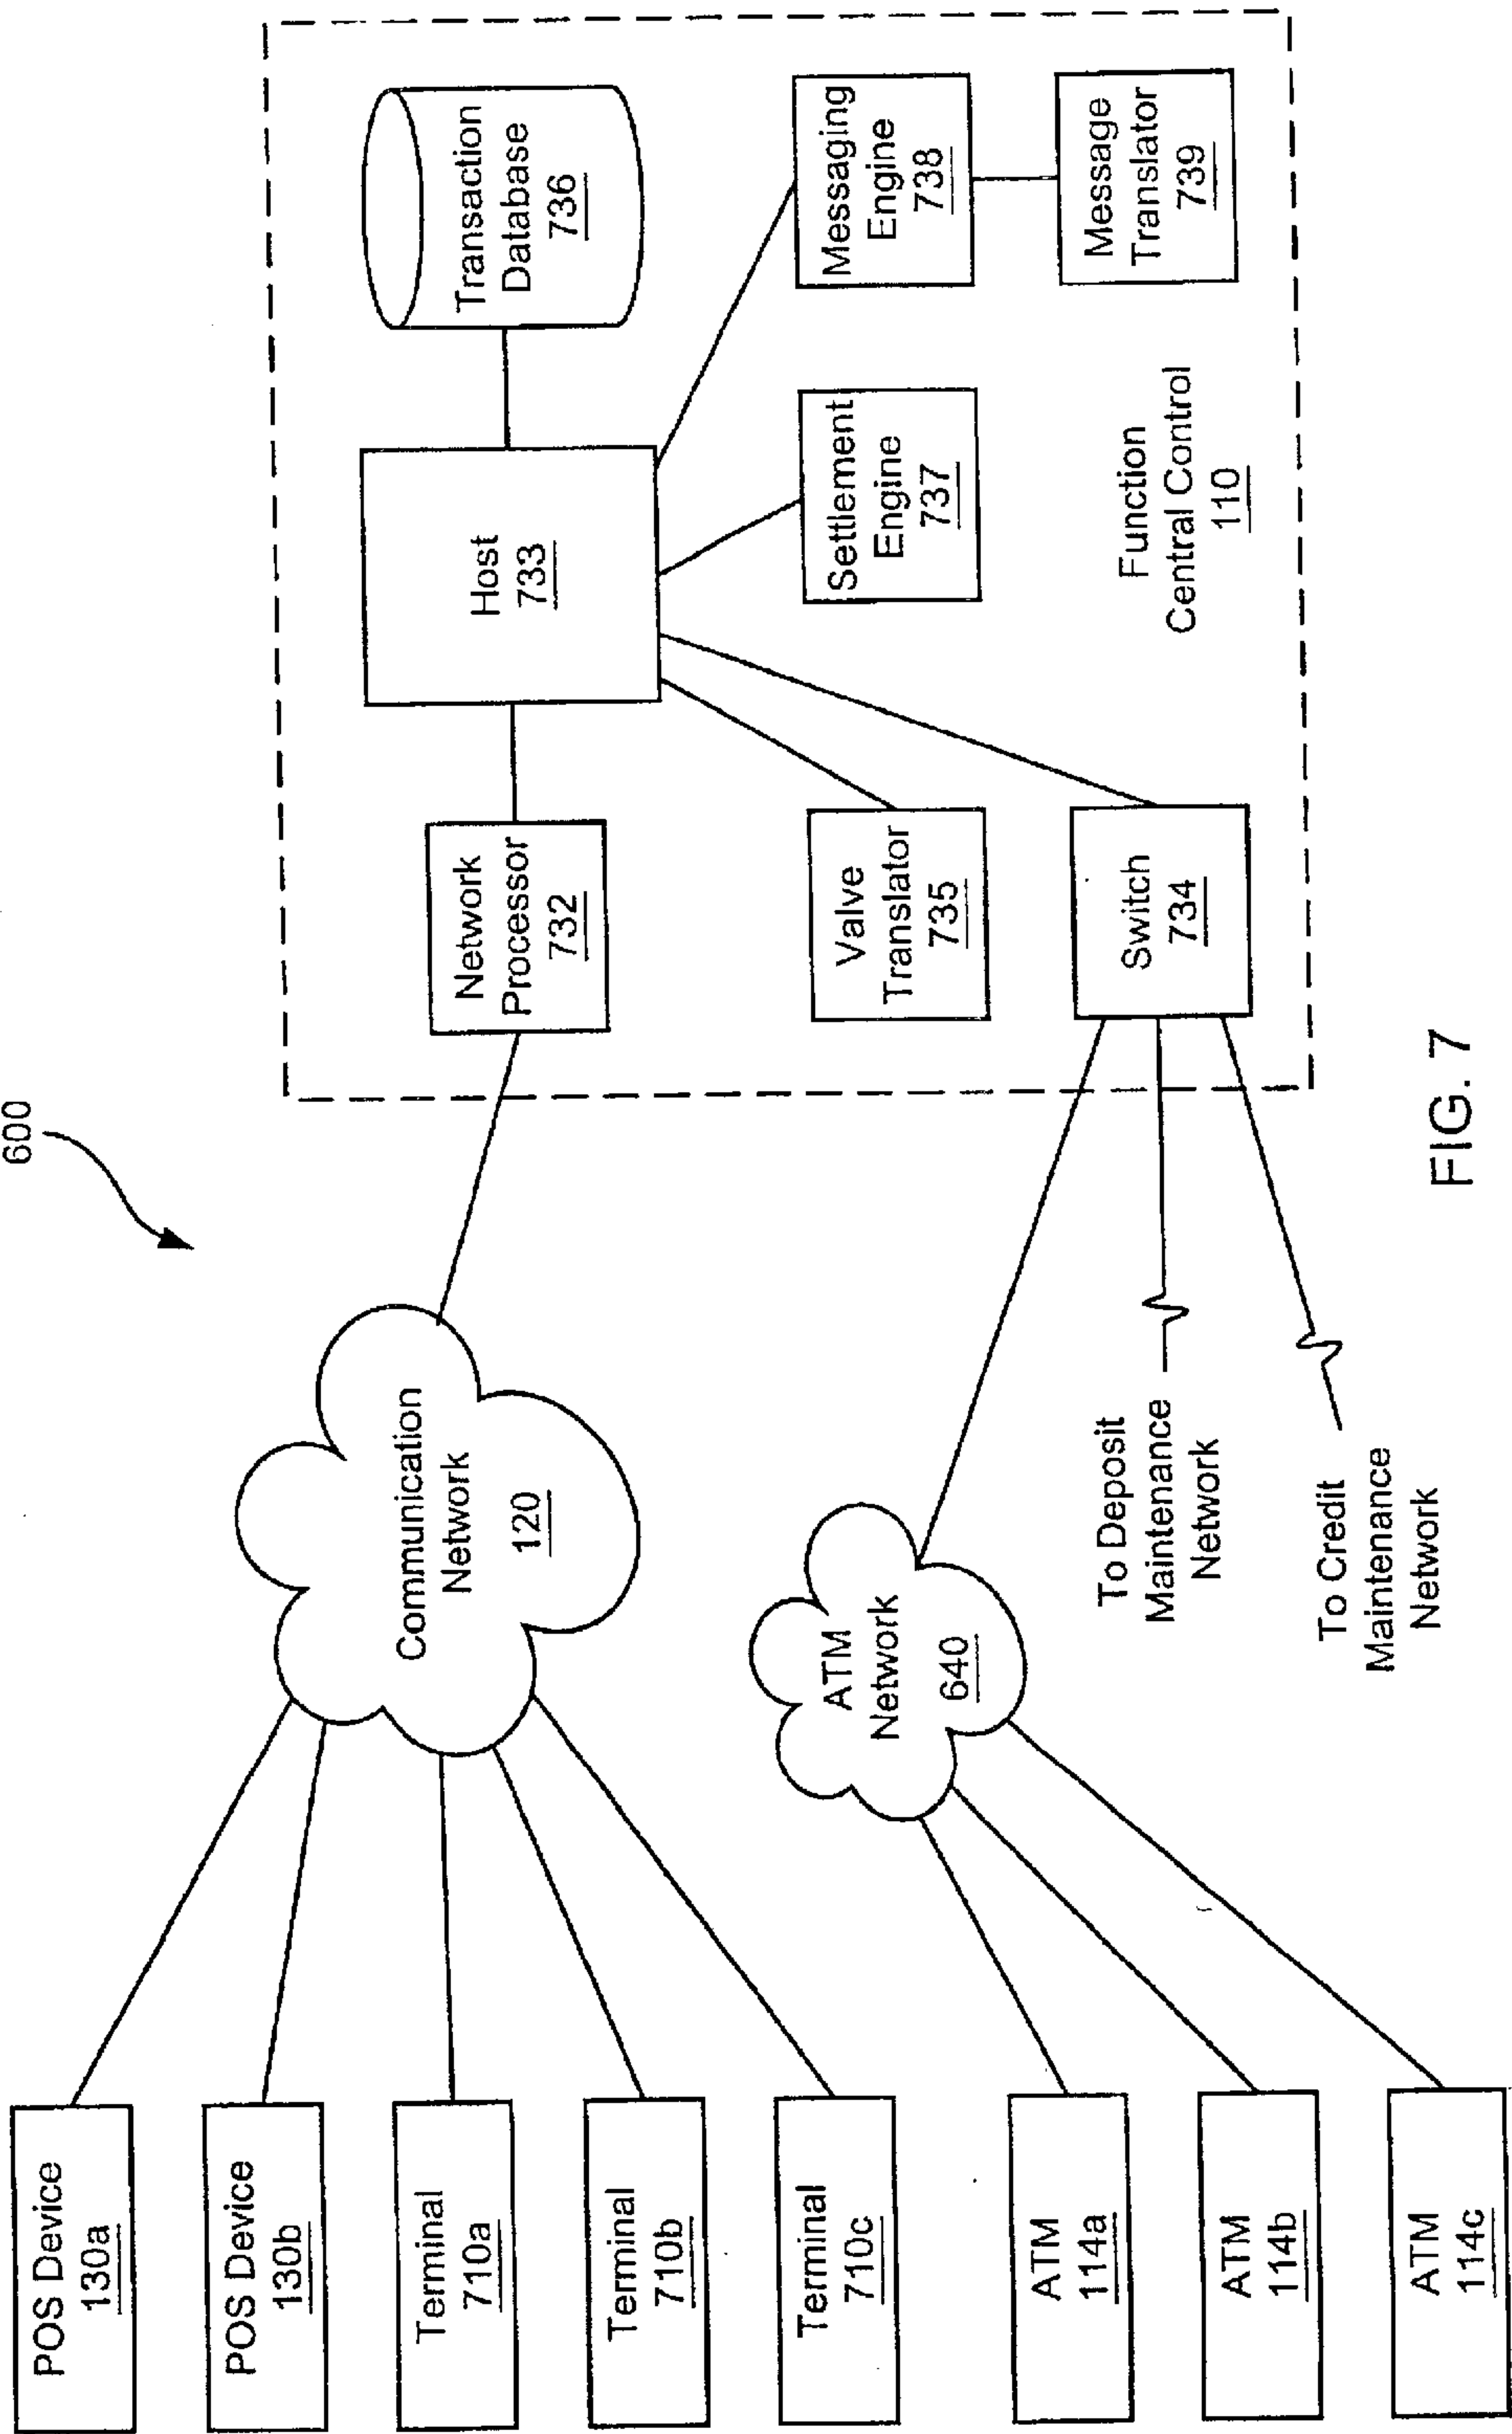 600
POS Device
130a
POS Device
130b
Terminal
710a
Terminal
710b
Terminal
710c
ATM
114a
ATM
114b
ATM
114c
Communication
Network
120
ATM
Network
640
To Deposit
Maintenance
Network
To Credit
Maintenance
Network
Network
Processor
732
Valve
Translator
735
Switch
734
Host
733
Settlement
Engine
737
Function
Central Control
110
Transaction
Database
736
Messaging
Engine
738
Message
Translator
739
FIG. 7